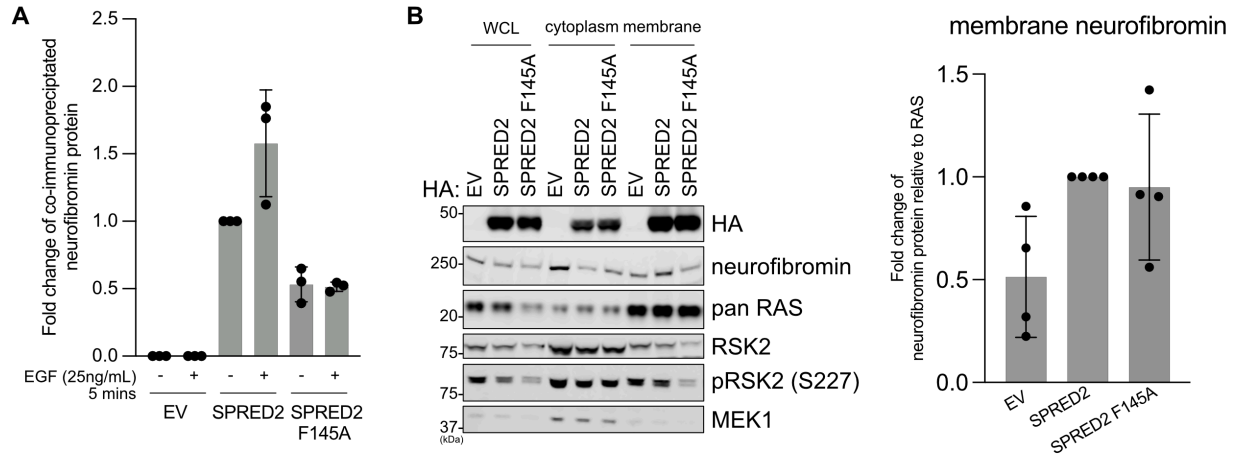 A
Fold change of co-immunopreciptated
neurofibromin protein
2.5
2.0
1.5
1.0
0.5
0.0
EGF (25ng/mL) - + - + - +
5 mins
EV SPRED2 SPRED2
F145A
B
WCL cytoplasm membrane
HA: EV SPRED2 SPRED2 F145A EV SPRED2 SPRED2 F145A EV SPRED2 SPRED2 F145A
50 HA
250 neurofibromin
20 pan RAS
75 RSK2
75 pRSK2 (S227)
37 MEK1
(kDa)
membrane neurofibromin
Fold change of
neurofibromin protein relative to RAS
1.5
1.0
0.5
0.0
EV SPRED2 SPRED2 F145A